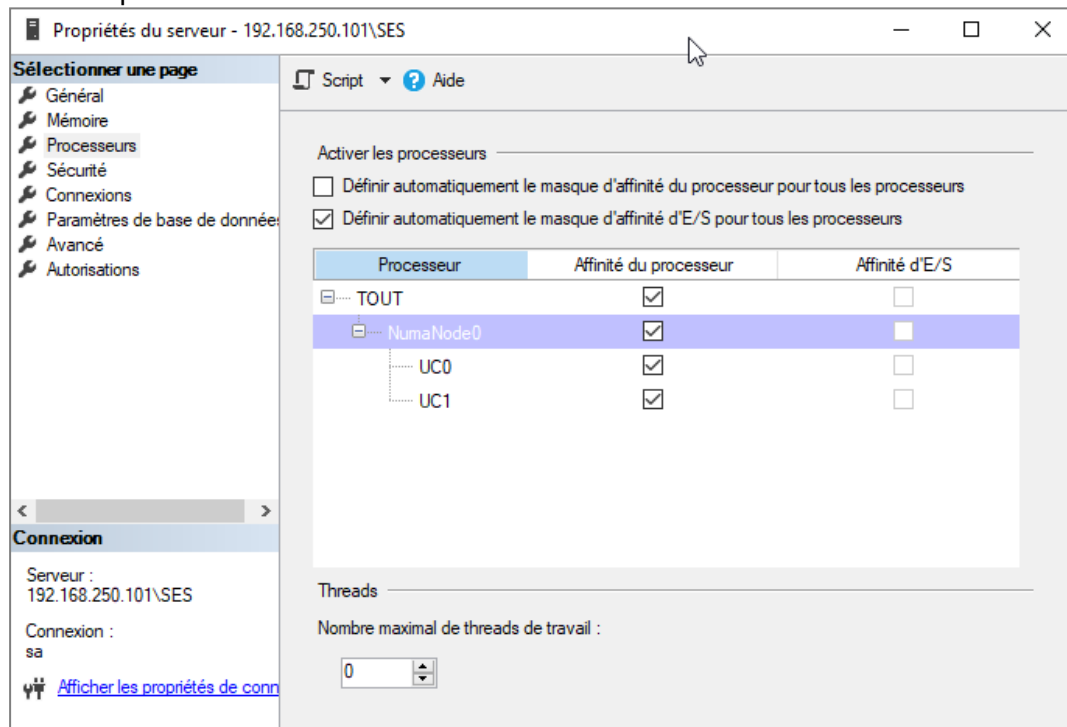 Propriétés du serveur - 192.168.250.101\SES
Sélectionner une page
Général
Mémoire
Processeurs
Sécurité
Connexions
Paramètres de base de données
Avancé
Autorisations
Connexion
Serveur :
192.168.250.101\SES
Connexion :
sa
Afficher les propriétés de conn
Script
Aide
Activer les processeurs
Définir automatiquement le masque d'affinité du processeur pour tous les processeurs
Définir automatiquement le masque d'affinité d'E/S pour tous les processeurs
Processeur Affinité du processeur Affinité d'E/S
TOUT
NumaNode0
UC0
UC1
Threads
Nombre maximal de threads de travail :
0